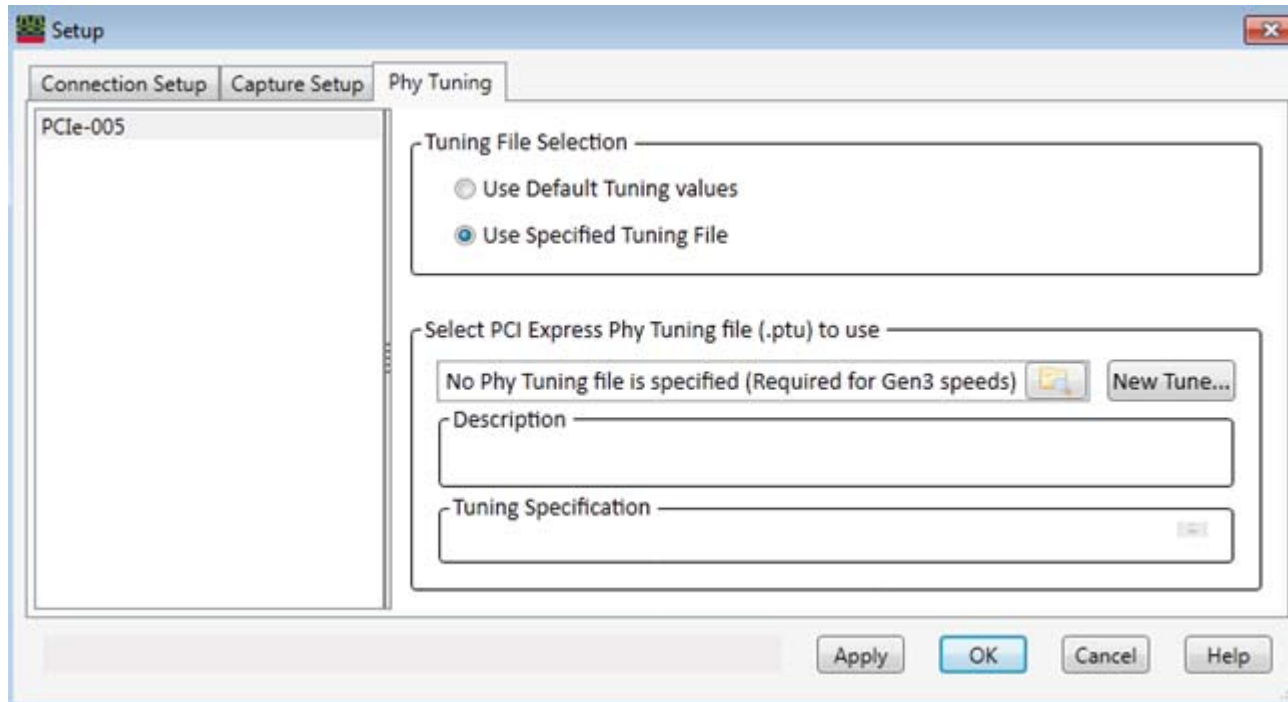 Setup
Connection Setup Capture Setup Phy Tuning
PCIe-005
Tuning File Selection
Use Default Tuning values
Use Specified Tuning File
Select PCI Express Phy Tuning file (.ptu) to use
No Phy Tuning file is specified (Required for Gen3 speeds) New Tune...
Description
Tuning Specification
Apply OK Cancel Help